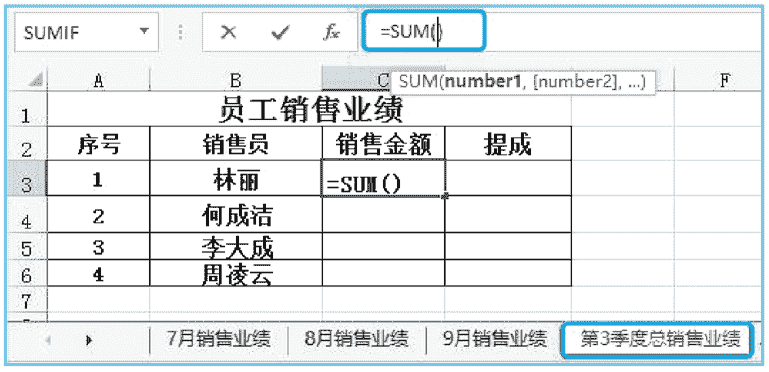 SUMIF =SUM()
SUM(number1, [number2], ...)
A B C F
1 员工销售业绩
2 序号 销售员 销售金额 提成
3 1 林丽 =SUM()
4 2 何成洁
5 3 李大成
6 4 周凌云
7
7月销售业绩 8月销售业绩 9月销售业绩 第3季度总销售业绩